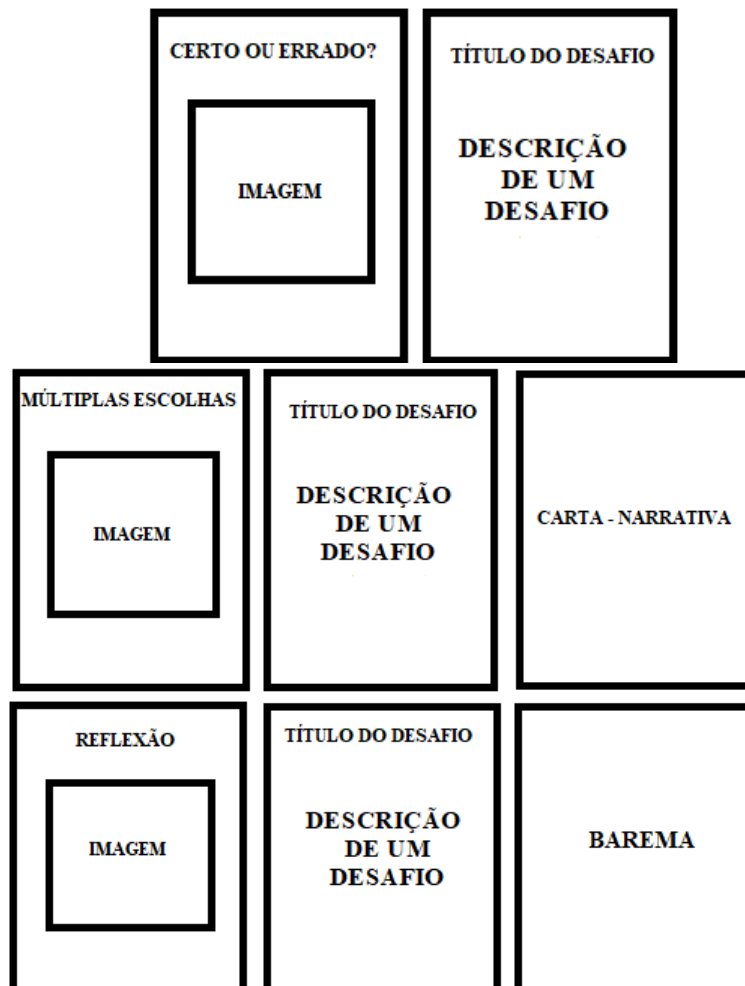 CERTO OU ERRADO?
IMAGEM
TÍTULO DO DESAFIO
DESCRIÇÃO
DE UM
DESAFIO
MÚLTIPLAS ESCOLHAS
IMAGEM
TÍTULO DO DESAFIO
DESCRIÇÃO
DE UM
DESAFIO
CARTA - NARRATIVA
REFLEXÃO
IMAGEM
TÍTULO DO DESAFIO
DESCRIÇÃO
DE UM
DESAFIO
BAREMA